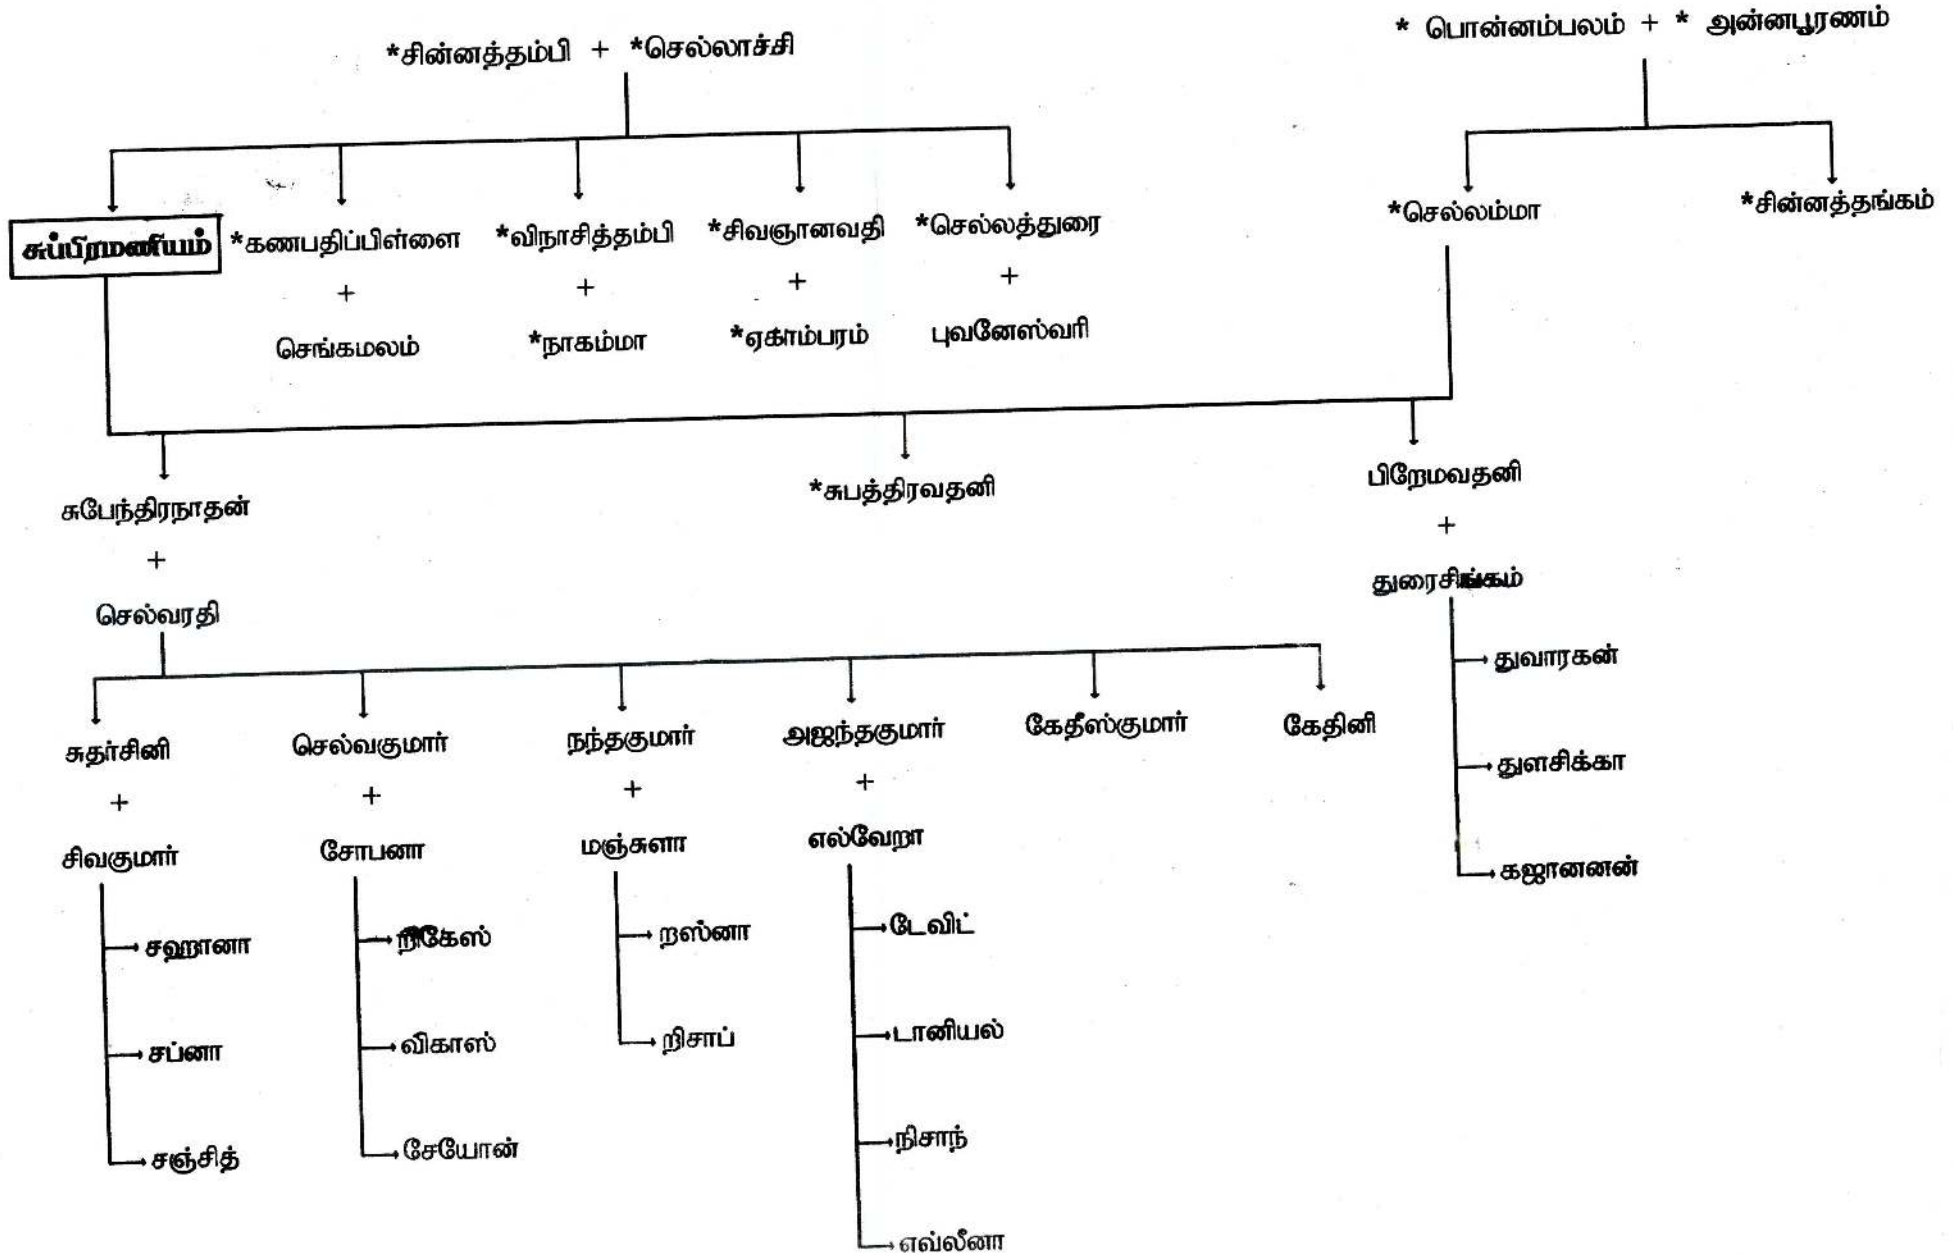 *சின்னத்தம்பி + *செல்லாச்சி
* பொன்னம்பலம் + * அன்னபூரணம்
சுப்பிரமணியம் *கணபதிப்பிள்ளை *விநாசித்தம்பி *சிவஞானவதி *செல்லத்துரை
*செல்லம்மா *சின்னத்தங்கம்
+ + + +
செங்கமலம் *நாகம்மா *ஏகாம்பரம் புவனேஸ்வரி
சுபேந்திரநாதன் *சுபத்திரவதனி பிறேமவதனி
+ +
செல்வரதி துரைசிங்கம்
துவாரகன்
துளசிக்கா
கஜானனன்
சுதர்சினி செல்வகுமார் நந்தகுமார் அஜந்தகுமார் கேதீஸ்குமார் கேதினி
+ + + +
சிவகுமார் சோபனா மஞ்சுளா எல்வேறா
சஹானா றஸ்னா டேவிட்
சப்னா விகாஸ் றிசாப் டானியல்
சஞ்சித் சேயோன் நிசாந்
எவ்லீனா